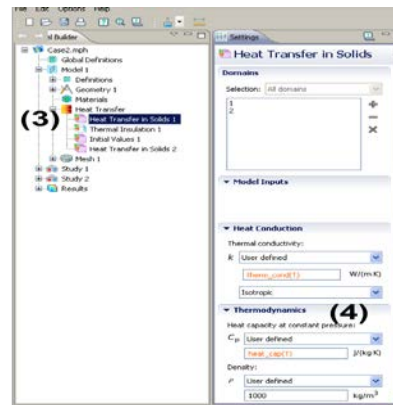 File Edit Options Help
Model Builder
Case2.mph
Global Definitions
Model 1
Definitions
Geometry 1
Materials
(3)
Heat Transfer
Heat Transfer in Solids 1
Thermal Insulation 1
Initial Values 1
Heat Transfer in Solids 2
Mesh 1
Study 1
Study 2
Results
Settings
Heat Transfer in Solids
Domains
Selection: All domains
1
2
Model Inputs
Heat Conduction
Thermal conductivity:
k User defined
thermo_cond(T) W/(m·K)
Isotropic
Thermodynamics
(4)
Heat capacity at constant pressure:
Cp User defined
heat_cap(T) J/(kg·K)
Density:
ρ User defined
1000 kg/m³